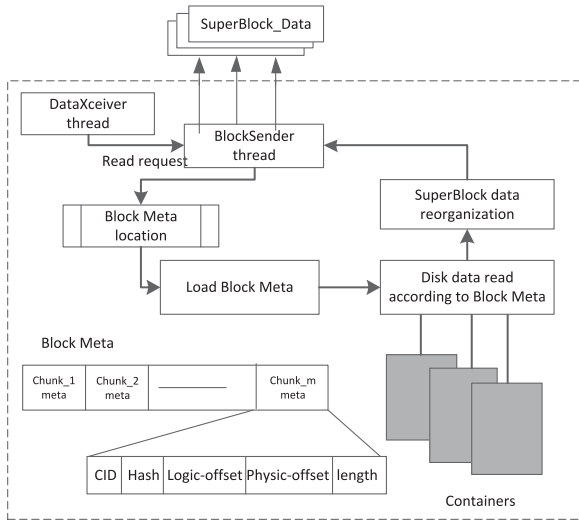 SuperBlock_Data
DataXceiver
thread
BlockSender
thread
Read request
Block Meta
location
SuperBlock data
reorganization
Load Block Meta
Disk data read
according to Block Meta
Block Meta
Chunk_1
meta
Chunk_2
meta
Chunk_m
meta
CID Hash Logic-offset Physic-offset length
Containers